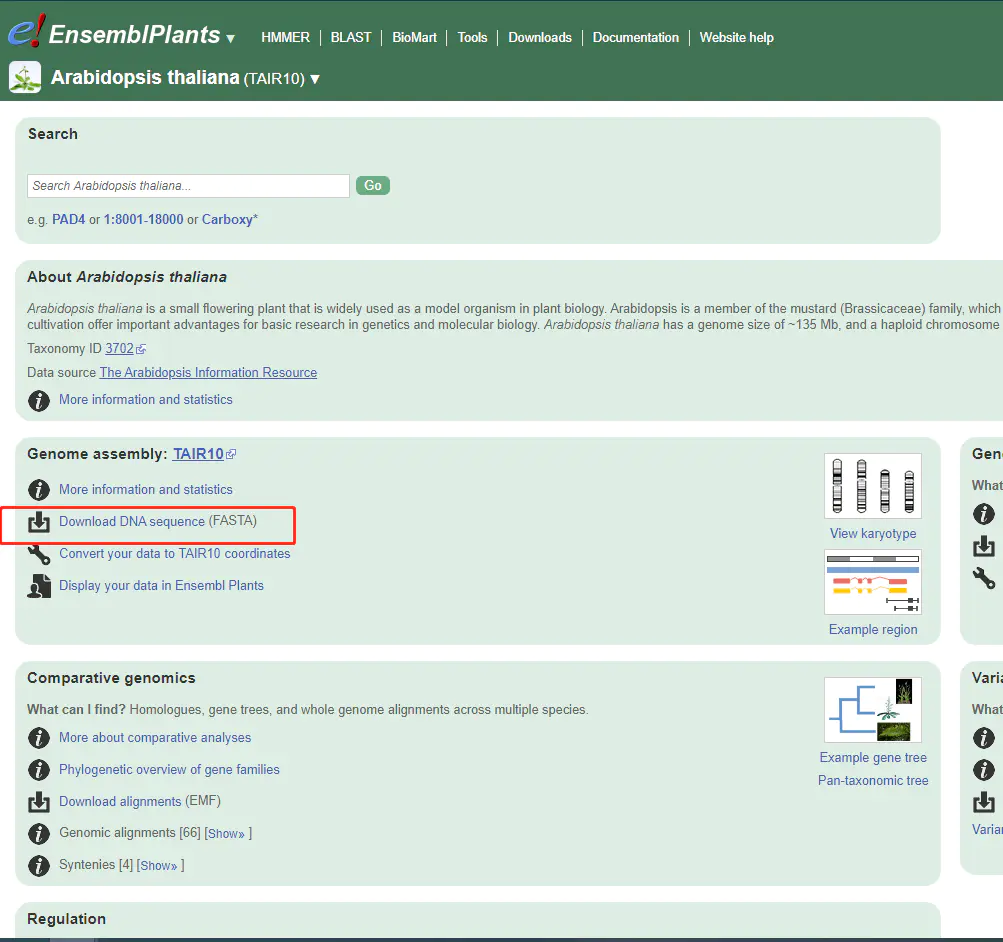 e! EnsemblPlants ▼ HMMER | BLAST | BioMart | Tools | Downloads | Documentation | Website help
Arabidopsis thaliana (TAIR10) ▼
Search
Search Arabidopsis thaliana... Go
e.g. PAD4 or 1:8001-18000 or Carboxy*
About Arabidopsis thaliana
Arabidopsis thaliana is a small flowering plant that is widely used as a model organism in plant biology. Arabidopsis is a member of the mustard (Brassicaceae) family, which
cultivation offer important advantages for basic research in genetics and molecular biology. Arabidopsis thaliana has a genome size of ~135 Mb, and a haploid chromosome
Taxonomy ID 3702
Data source The Arabidopsis Information Resource
More information and statistics
Genome assembly: TAIR10
More information and statistics
Download DNA sequence (FASTA)
Convert your data to TAIR10 coordinates
Display your data in Ensembl Plants
View karyotype
Example region
Gen
What
Comparative genomics
What can I find? Homologues, gene trees, and whole genome alignments across multiple species.
More about comparative analyses
Phylogenetic overview of gene families
Download alignments (EMF)
Genomic alignments [66] [Show» ]
Syntenies [4] [Show» ]
Example gene tree
Pan-taxonomic tree
Varia
What
Varian
Regulation